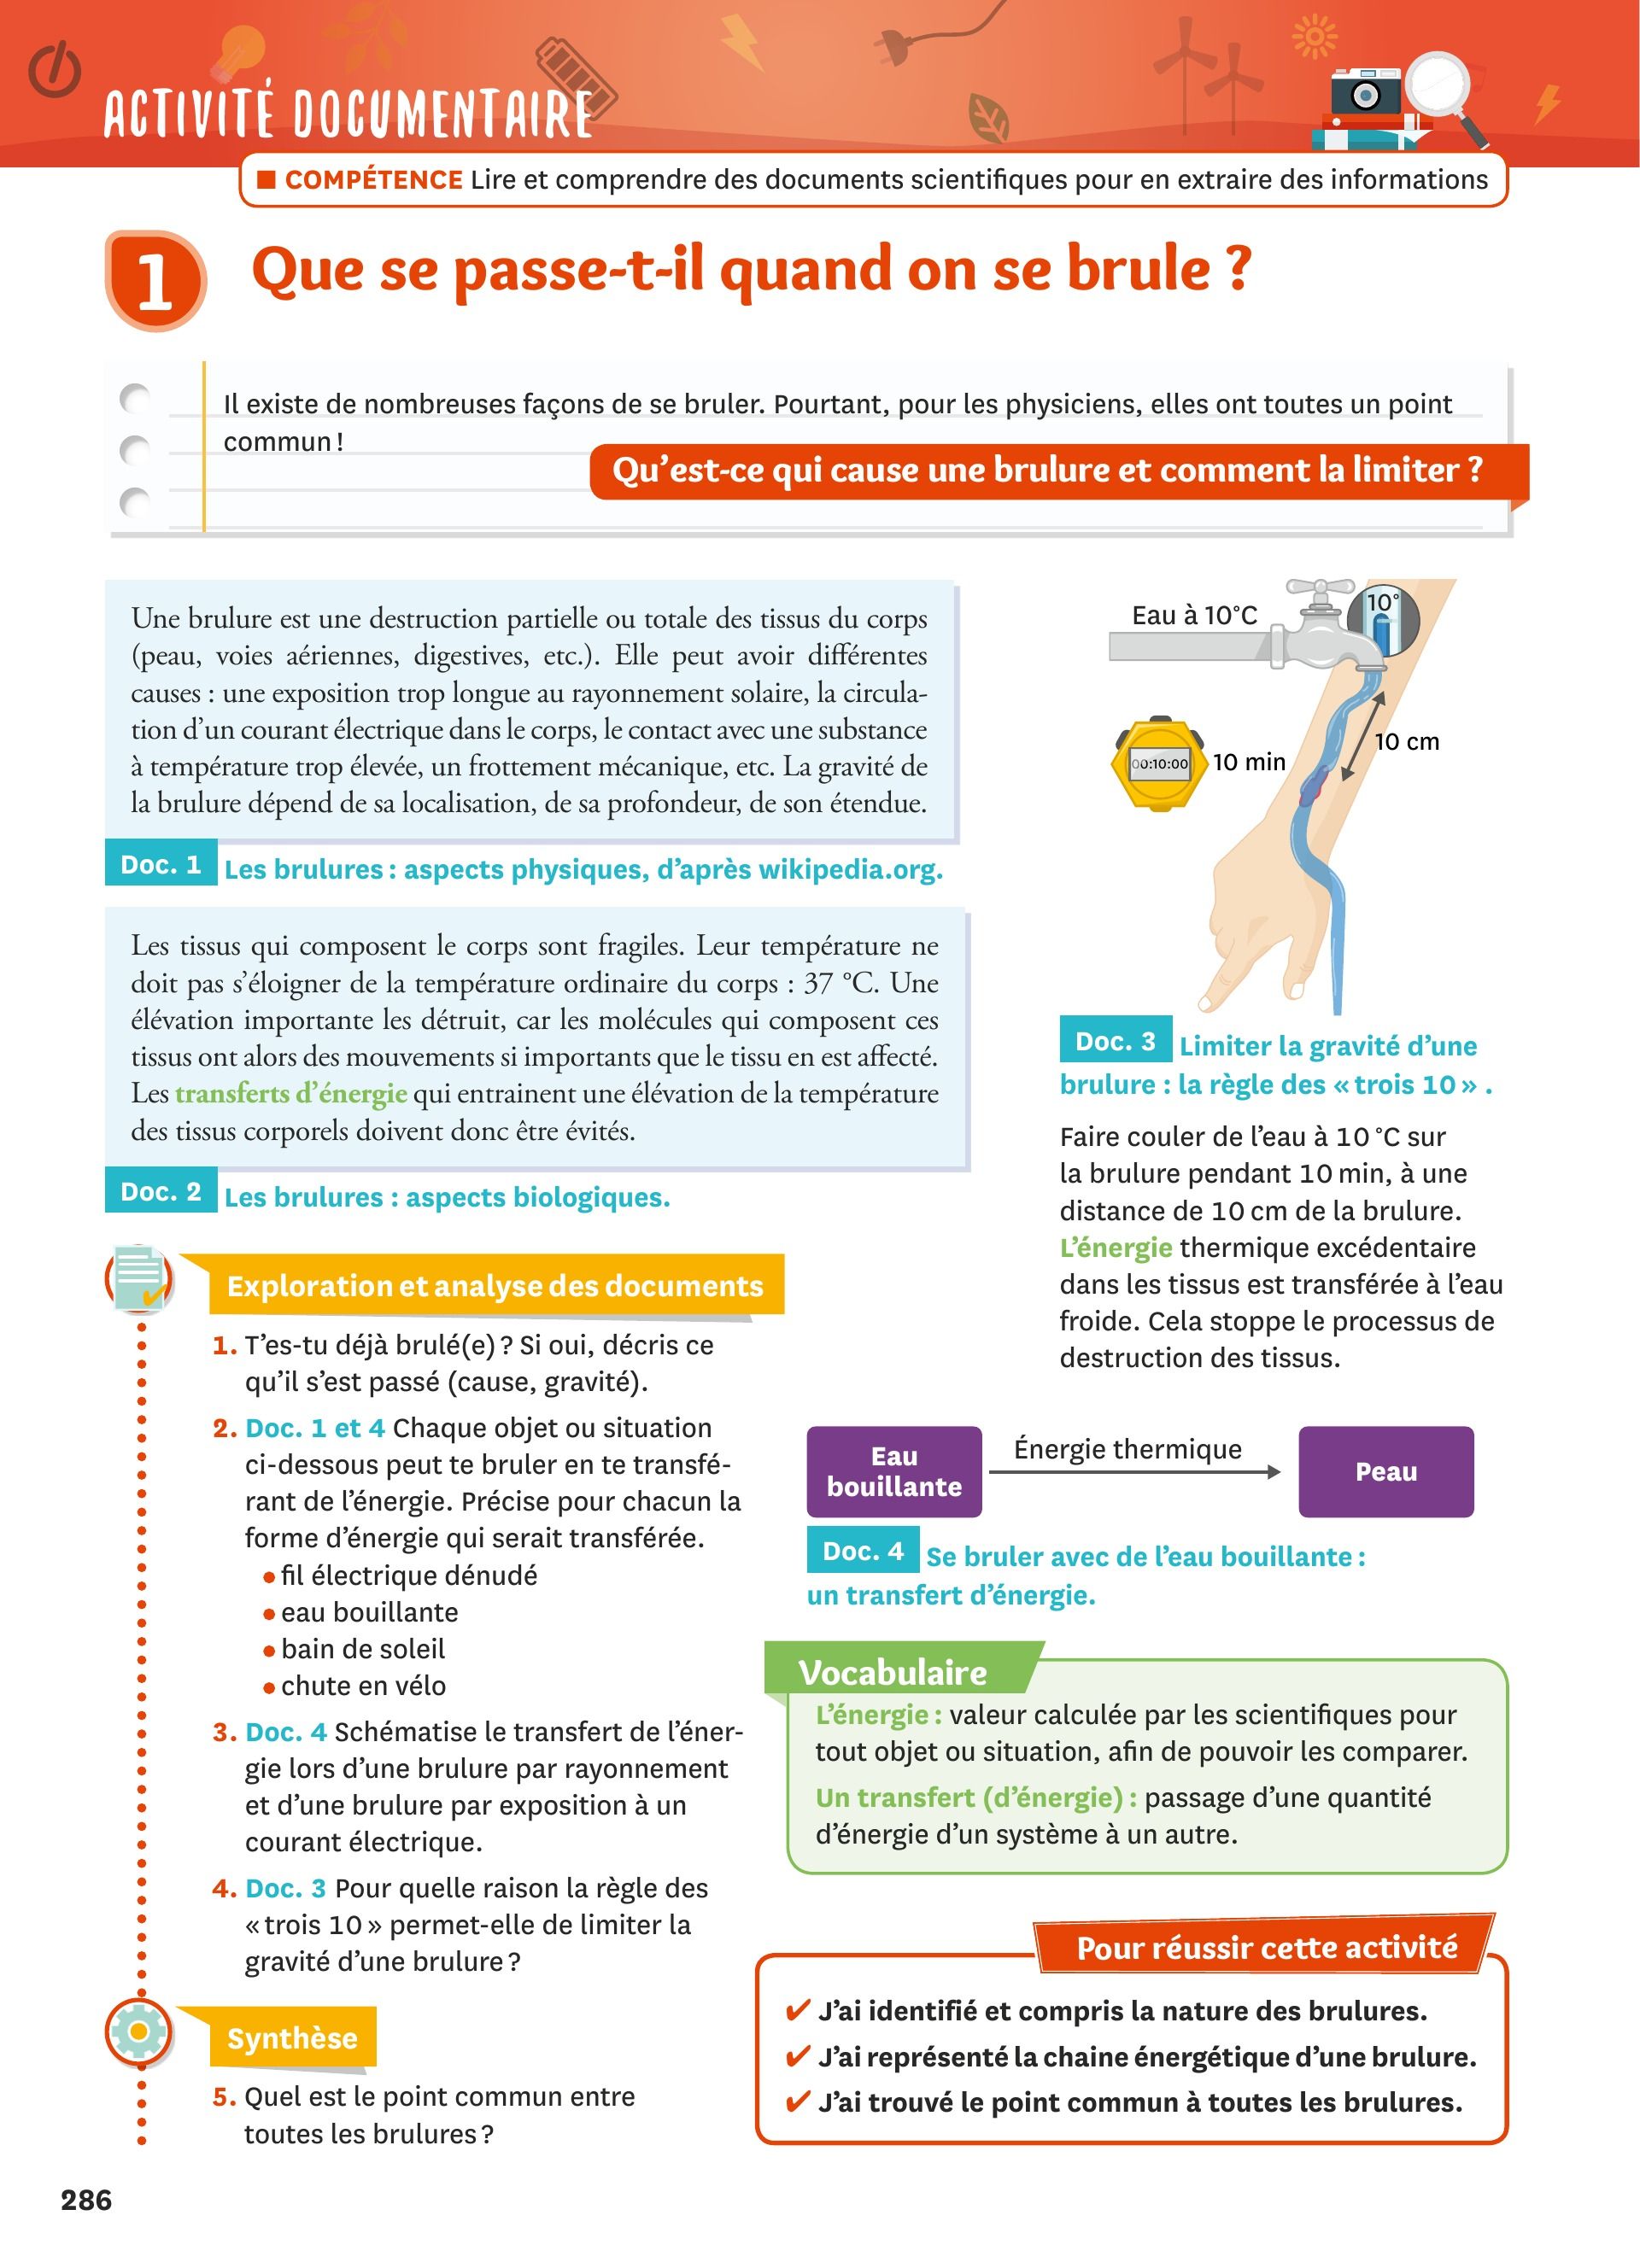 ACTIVITÉ DOCUMENTAIRE
■ COMPÉTENCE Lire et comprendre des documents scientifiques pour en extraire des informations
1 Que se passe-t-il quand on se brule ?
Il existe de nombreuses façons de se bruler. Pourtant, pour les physiciens, elles ont toutes un point
commun !
Qu’est-ce qui cause une brulure et comment la limiter ?
Une brulure est une destruction partielle ou totale des tissus du corps
(peau, voies aériennes, digestives, etc.). Elle peut avoir différentes
causes : une exposition trop longue au rayonnement solaire, la circula-
tion d’un courant électrique dans le corps, le contact avec une substance
à température trop élevée, un frottement mécanique, etc. La gravité de
la brulure dépend de sa localisation, de sa profondeur, de son étendue.
Doc. 1 Les brulures : aspects physiques, d’après wikipedia.org.
Les tissus qui composent le corps sont fragiles. Leur température ne
doit pas s’éloigner de la température ordinaire du corps : 37 °C. Une
élévation importante les détruit, car les molécules qui composent ces
tissus ont alors des mouvements si importants que le tissu en est affecté.
Les transferts d’énergie qui entrainent une élévation de la température
des tissus corporels doivent donc être évités.
Doc. 2 Les brulures : aspects biologiques.
Eau à 10°C
10°
10 cm
00:10:00
10 min
Doc. 3 Limiter la gravité d’une
brulure : la règle des « trois 10 » .
Faire couler de l’eau à 10 °C sur
la brulure pendant 10 min, à une
distance de 10 cm de la brulure.
L’énergie thermique excédentaire
dans les tissus est transférée à l’eau
froide. Cela stoppe le processus de
destruction des tissus.
Exploration et analyse des documents
1. T’es-tu déjà brulé(e) ? Si oui, décris ce
qu’il s’est passé (cause, gravité).
2. Doc. 1 et 4 Chaque objet ou situation
ci-dessous peut te bruler en te transfé-
rant de l’énergie. Précise pour chacun la
forme d’énergie qui serait transférée.
• fil électrique dénudé
• eau bouillante
• bain de soleil
• chute en vélo
3. Doc. 4 Schématise le transfert de l’éner-
gie lors d’une brulure par rayonnement
et d’une brulure par exposition à un
courant électrique.
4. Doc. 3 Pour quelle raison la règle des
« trois 10 » permet-elle de limiter la
gravité d’une brulure ?
Synthèse
5. Quel est le point commun entre
toutes les brulures ?
Eau
bouillante
Énergie thermique
Peau
Doc. 4 Se bruler avec de l’eau bouillante :
un transfert d’énergie.
Vocabulaire
L’énergie : valeur calculée par les scientifiques pour
tout objet ou situation, afin de pouvoir les comparer.
Un transfert (d’énergie) : passage d’une quantité
d’énergie d’un système à un autre.
Pour réussir cette activité
✔ J’ai identifié et compris la nature des brulures.
✔ J’ai représenté la chaine énergétique d’une brulure.
✔ J’ai trouvé le point commun à toutes les brulures.
286